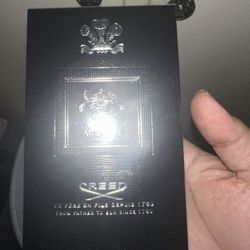 CREED
DE PERE EN FILS DEPUIS 1760
FROM FATHER TO SON SINCE 1760